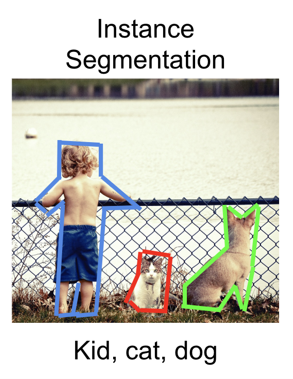 Instance
Segmentation
Kid, cat, dog